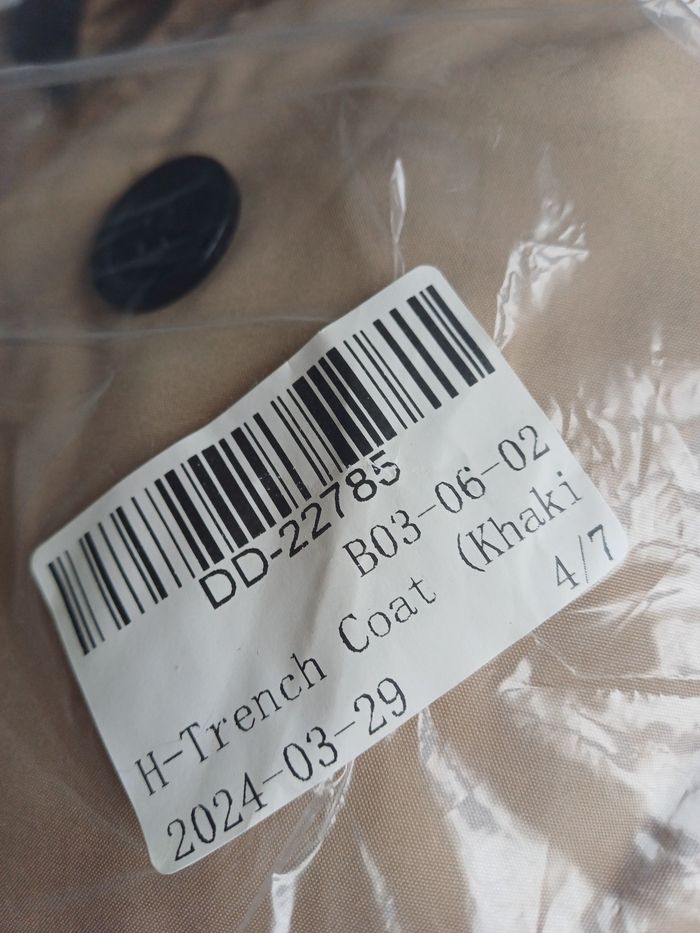 DD-22785
B03-06-02
H-Trench Coat (Khaki
2024-03-29
4/7